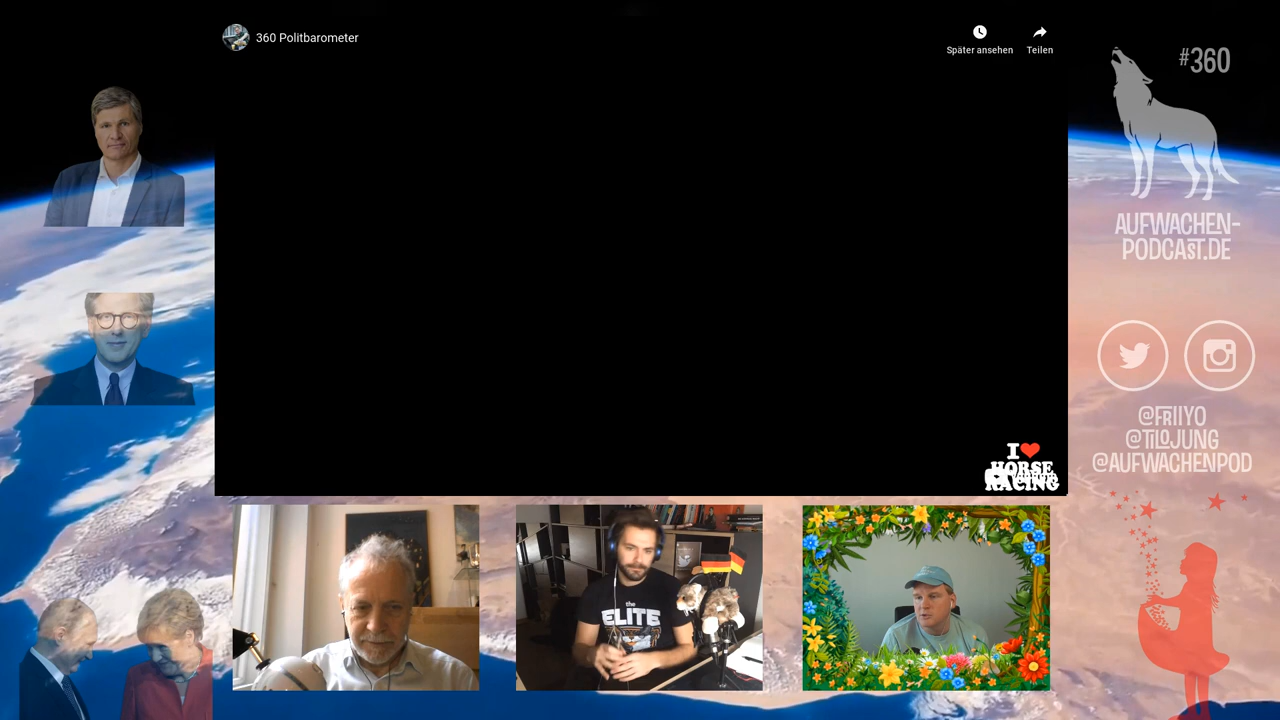 360 Politbarometer
Später ansehen
Teilen
#360
AUFWACHEN-
PODCAST.DE
@FRIIYO
@TILOJUNG
@AUFWACHENPOD
I
HORSE
RACING
the
ELITE